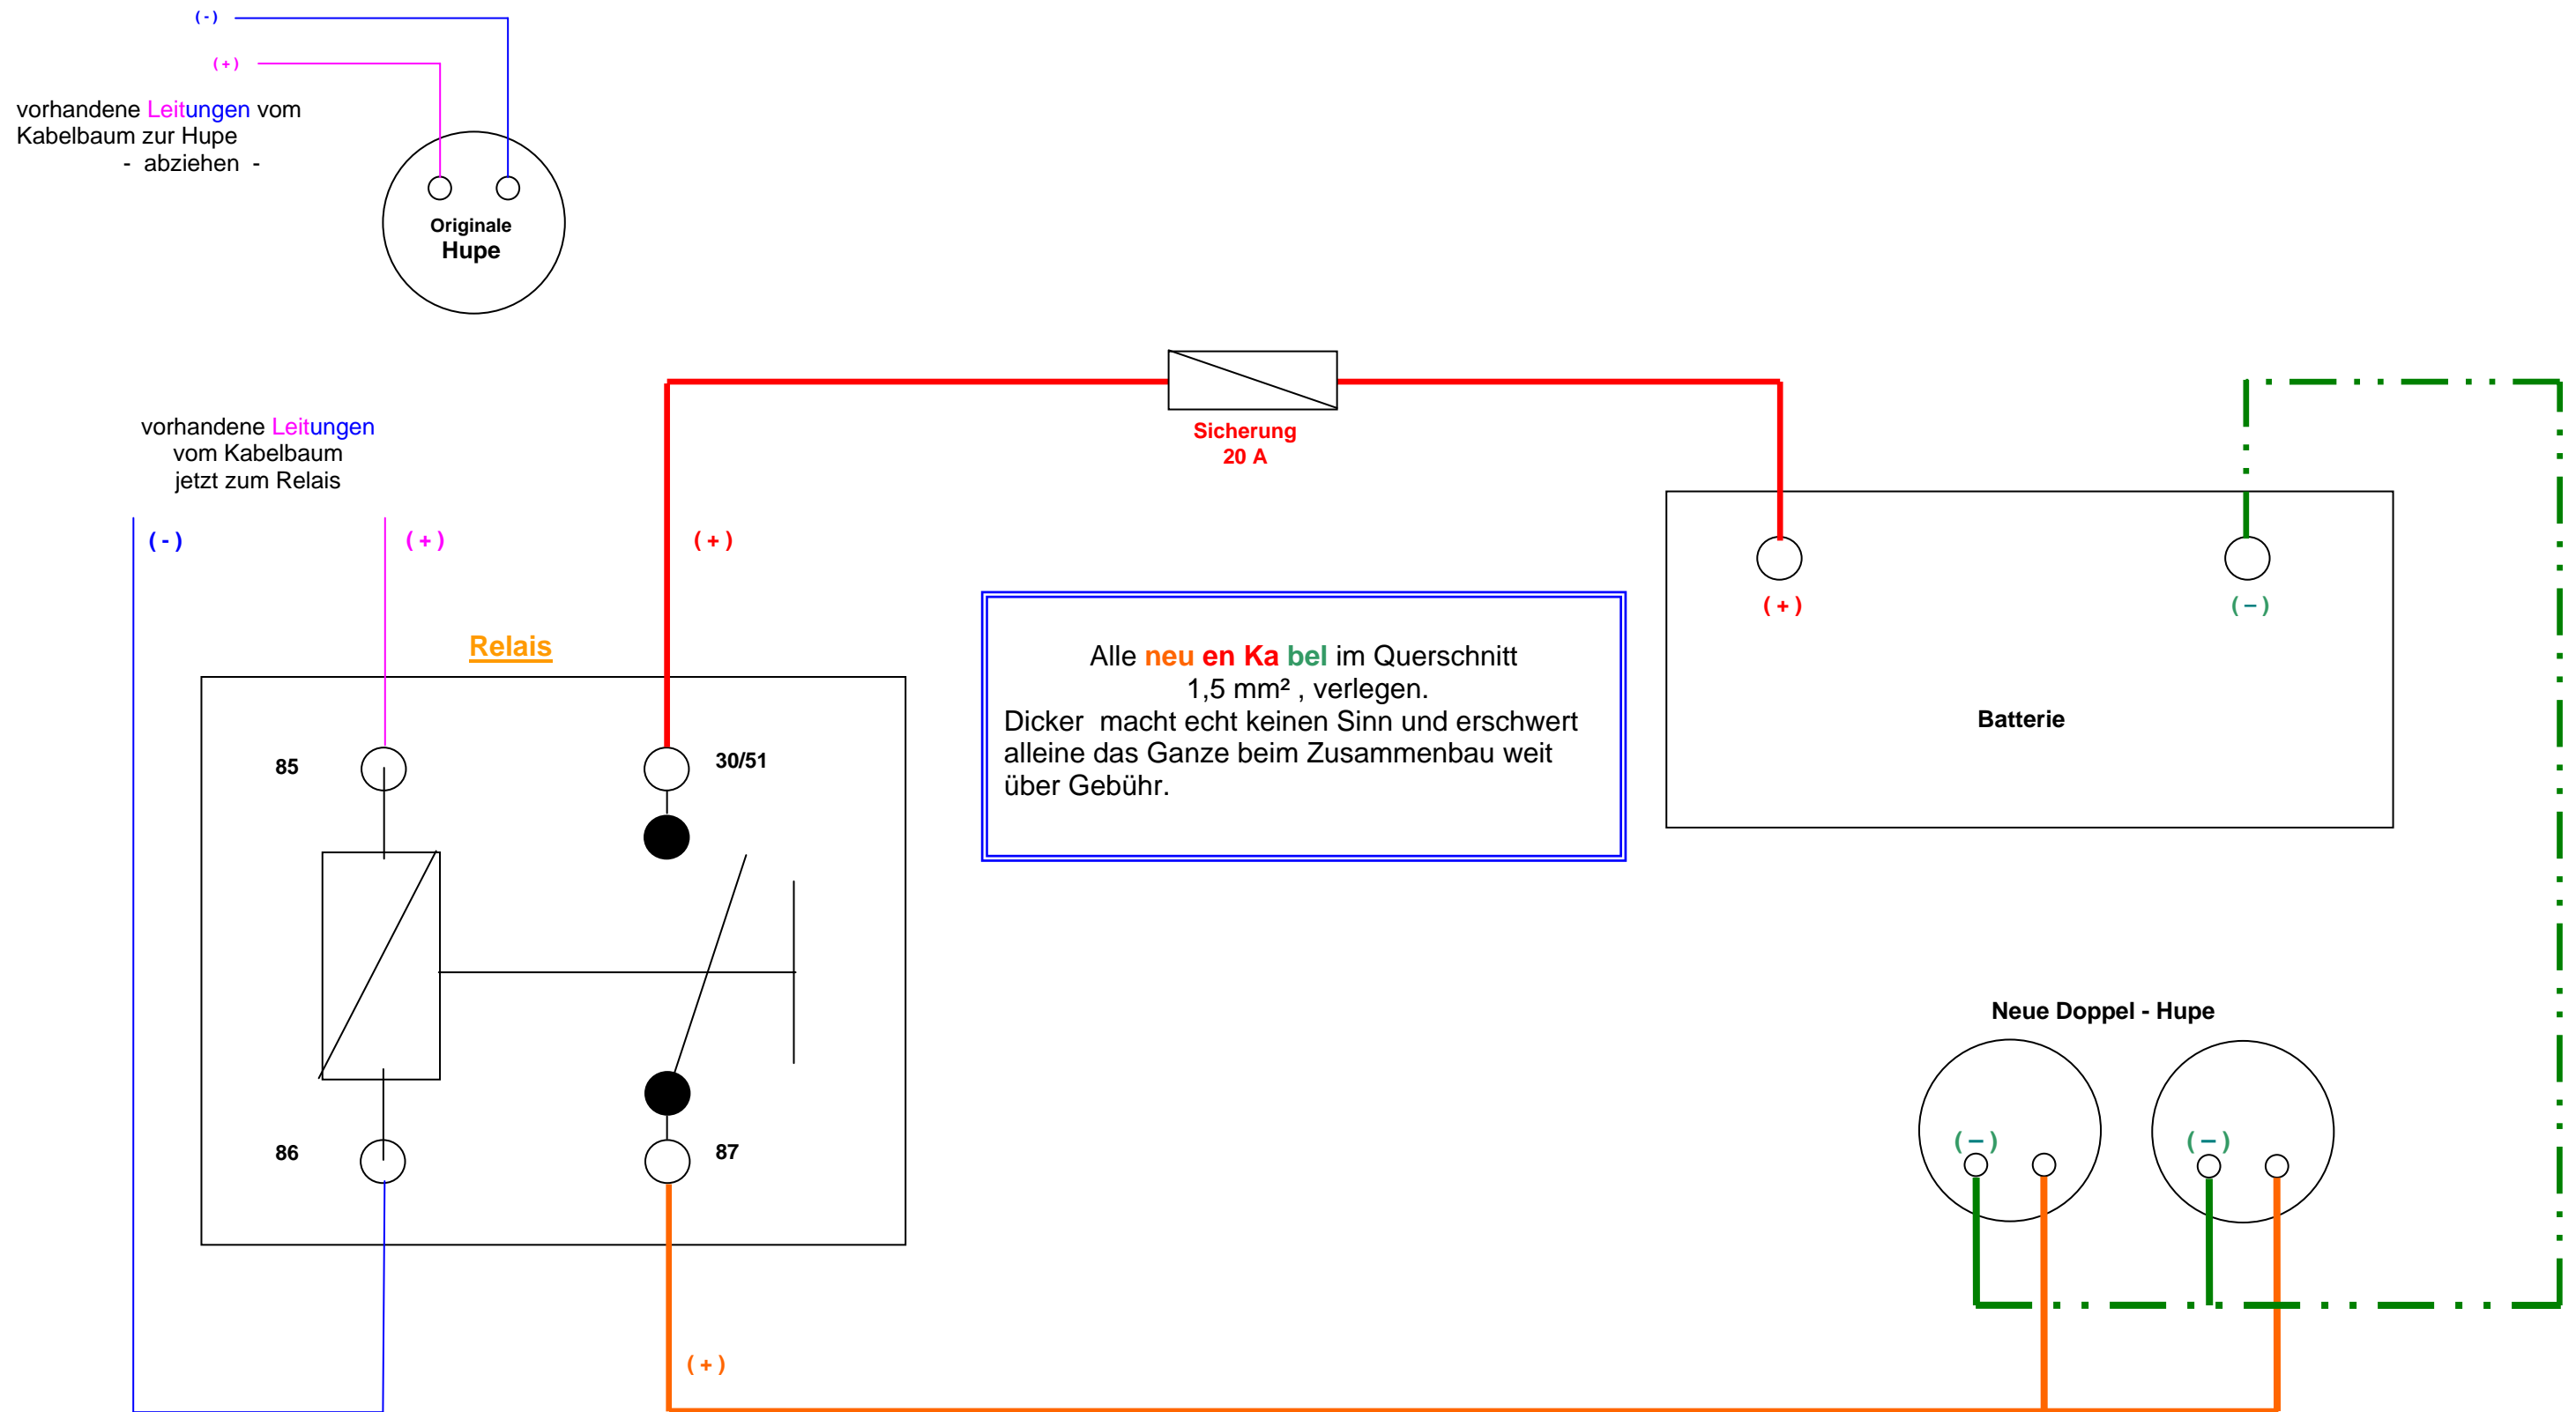 (-)
(+)
vorhandene Leitungen vom
Kabelbaum zur Hupe
- abziehen -
Originale
Hupe
Sicherung
20 A
vorhandene Leitungen
vom Kabelbaum
jetzt zum Relais
(-)
(+)
(+)
Relais
(+)
(–)
Alle neu en Ka bel im Querschnitt
1,5 mm² , verlegen.
Dicker macht echt keinen Sinn und erschwert
alleine das Ganze beim Zusammenbau weit
über Gebühr.
Batterie
85
30/51
86
87
Neue Doppel - Hupe
(–)
(–)
(+)